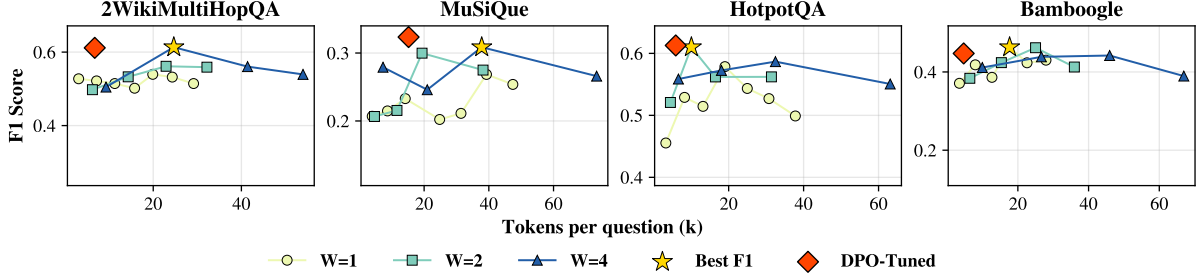 2WikiMultiHopQA MuSiQue HotpotQA Bamboogle
F1 Score
0.6
0.4
20 40
0.3
0.2
20 40 60
0.6
0.5
0.4
20 40 60
0.4
0.2
20 40 60
Tokens per question (k)
W=1 W=2 W=4 Best F1 DPO-Tuned